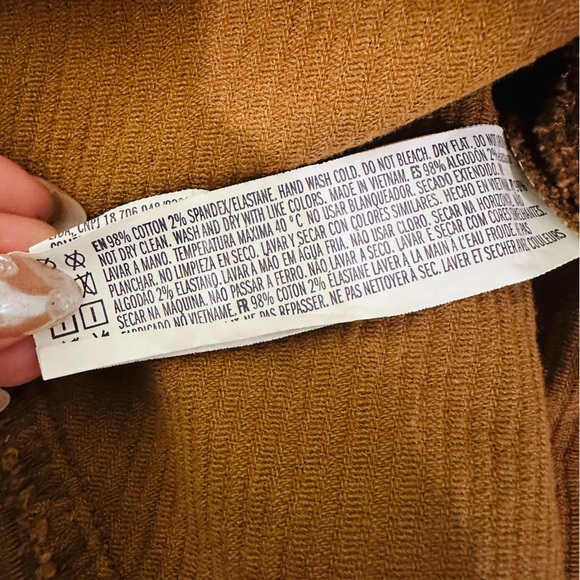 CNPJ 18.706.948/
EN 98% COTTON 2% SPANDEX/ELASTANE. HAND WASH COLD. DO NOT BLEACH. DRY FLAT. DO NOT
NOT DRY CLEAN. WASH AND DRY WITH LIKE COLORS. MADE IN VIETNAM. ES 98% ALGODÓN 2%
LAVAR A MANO. TEMPERATURA MÁXIMA 40 °C NO USAR BLANQUEADOR. SECADO EXTENDIDO.
PLANCHAR. NO LIMPIEZA EN SECO. LAVAR Y SECAR CON COLORES SIMILARES. HECHO EN VIETNAM
ALGODÃO 2% ELASTANO. LAVAR A MÃO EM ÁGUA FRIA. NÃO USAR CLORO. SECAR NA HORIZONTAL.
SECAR NA MÁQUINA. NÃO PASSAR A FERRO. NÃO LAVAR A SECO. LAVAR É SECAR COM CORES
FABRICADO NO VIETNAME. FR 98% COTON 2% ÉLASTANE LAVER À LA MAIN À L'EAU FROIDE
NE PAS REPASSER. NE PAS NETTOYER À SEC. LAVER ET SÉCHER COULEURS